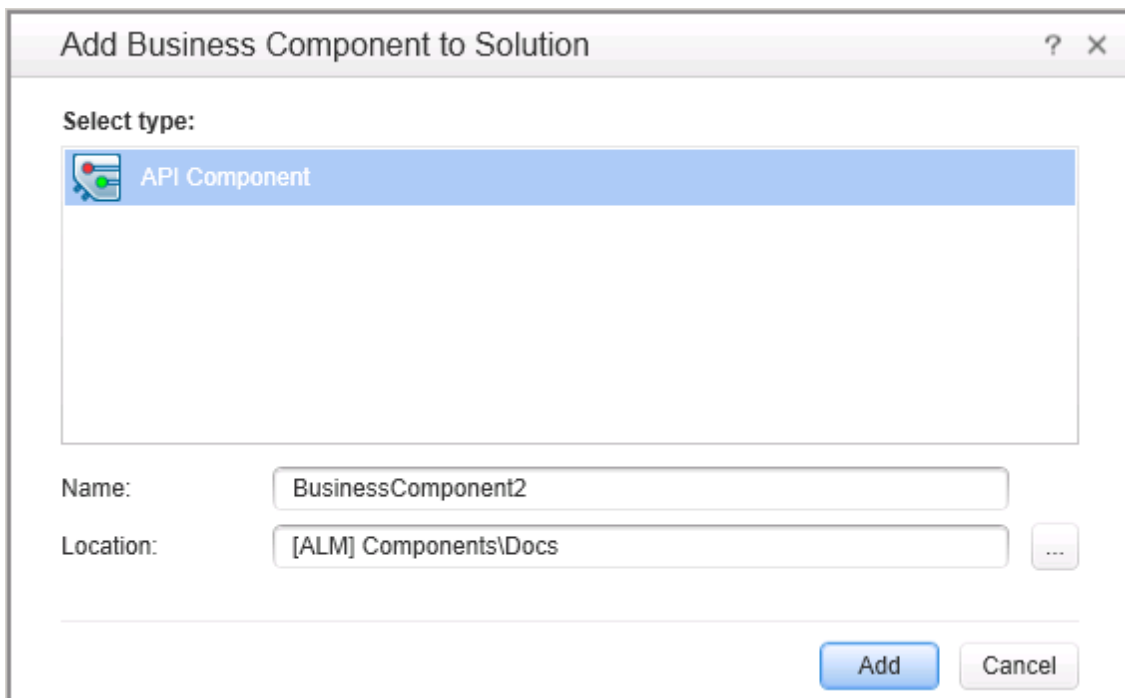 Add Business Component to Solution ? ×
Select type:
API Component
Name: BusinessComponent2
Location: [ALM] Components\Docs ...
Add Cancel